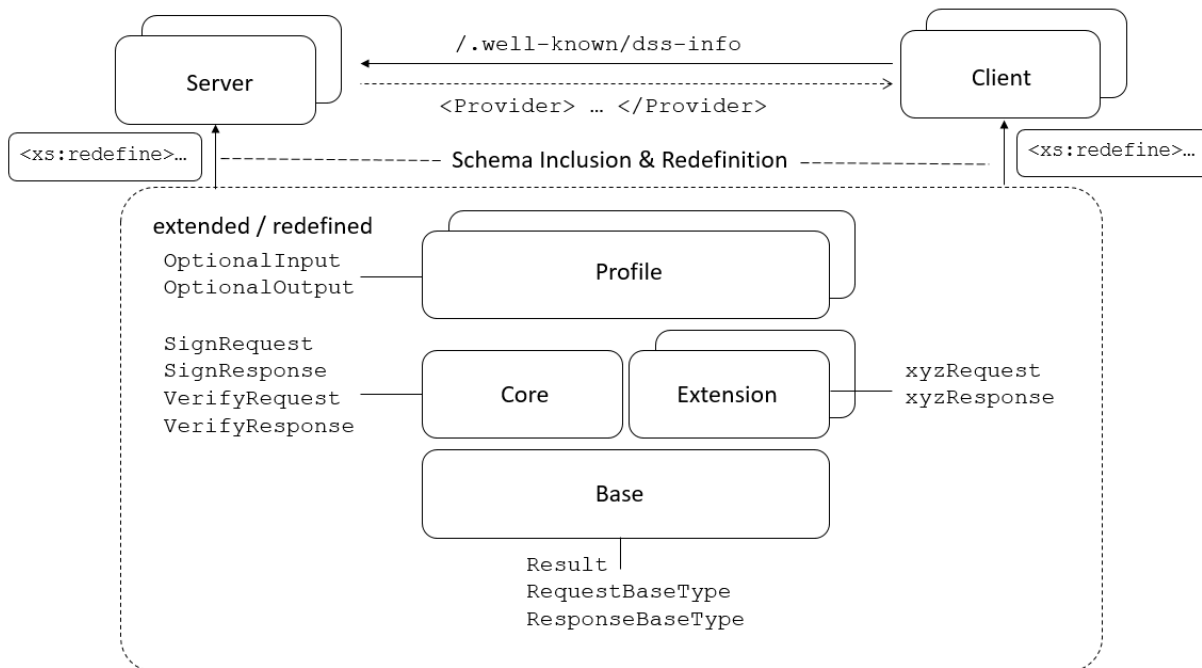 /.well-known/dss-info
Server
Client
<Provider> … </Provider>
<xs:redefine>…
Schema Inclusion & Redefinition
<xs:redefine>…
extended / redefined
OptionalInput
OptionalOutput
Profile
SignRequest
SignResponse
VerifyRequest
VerifyResponse
Core
Extension
xyzRequest
xyzResponse
Base
Result
RequestBaseType
ResponseBaseType